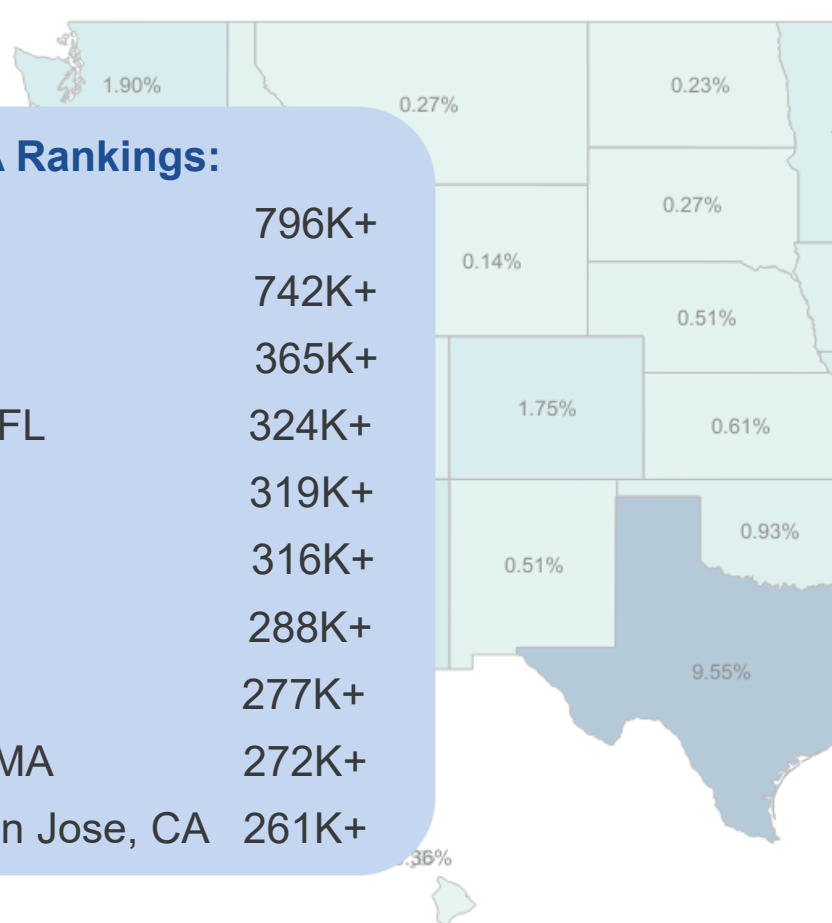 1.90%
0.27%
0.23%
Rankings:
796K+
0.27%
742K+
0.14%
0.51%
365K+
1.75%
0.61%
FL 324K+
319K+
0.93%
316K+
0.51%
288K+
277K+
9.55%
MA 272K+
Jose, CA 261K+
.36%